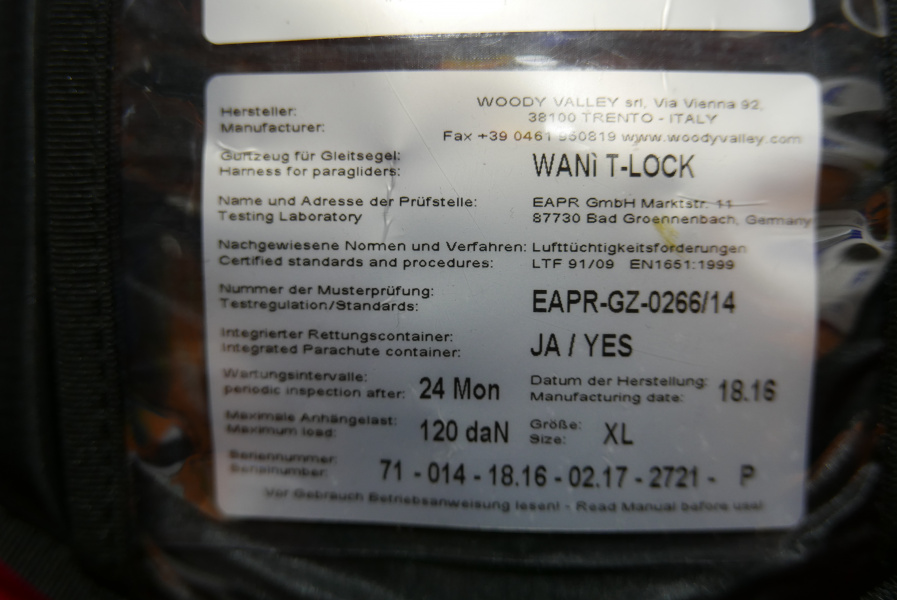 Hersteller:
Manufacturer:
WOODY VALLEY srl, Via Vienna 92,
38100 TRENTO - ITALY
Fax +39 0461 950819 www.woodyvalley.com
Gurtzeug für Gleitsegel:
Harness for paragliders:
WANì T-LOCK
Name und Adresse der Prüfstelle:
Testing Laboratory
EAPR GmbH Marktstr. 11
87730 Bad Groennenbach, Germany
Nachgewiesene Normen und Verfahren: Lufttüchtigkeitsforderungen
Certified standards and procedures: LTF 91/09 EN1651:1999
Nummer der Musterprüfung:
Testregulation/Standards:
EAPR-GZ-0266/14
Integrierter Rettungscontainer:
Integrated Parachute container:
JA / YES
Wartungsintervalle:
periodic inspection after:
24 Mon
Datum der Herstellung:
Manufacturing date:
18.16
Maximale Anhängelast:
Maximum load:
120 daN
Größe:
Size:
XL
Seriennummer:
Serialnumber:
71 - 014 - 18.16 - 02.17 - 2721 - P
Vor Gebrauch Betriebsanweisung lesen! - Read Manual before use!